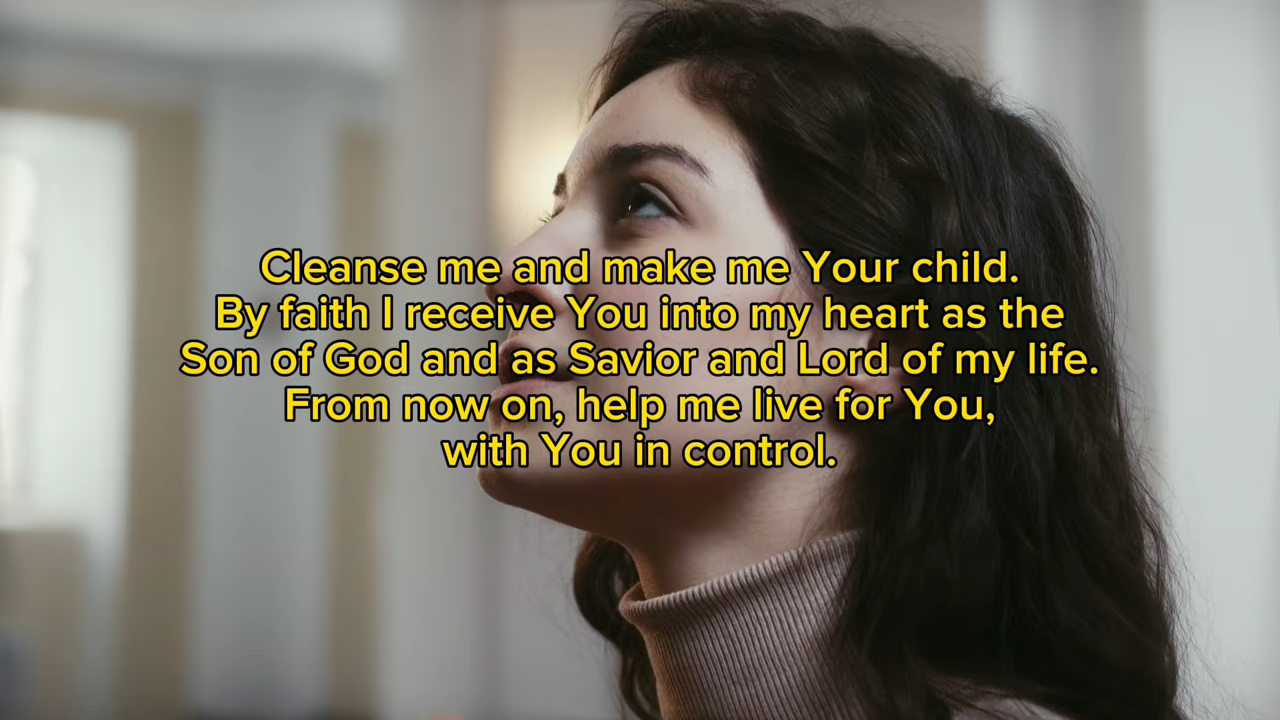 Cleanse me and make me Your child.
By faith I receive You into my heart as the
Son of God and as Savior and Lord of my life.
From now on, help me live for You,
with You in control.